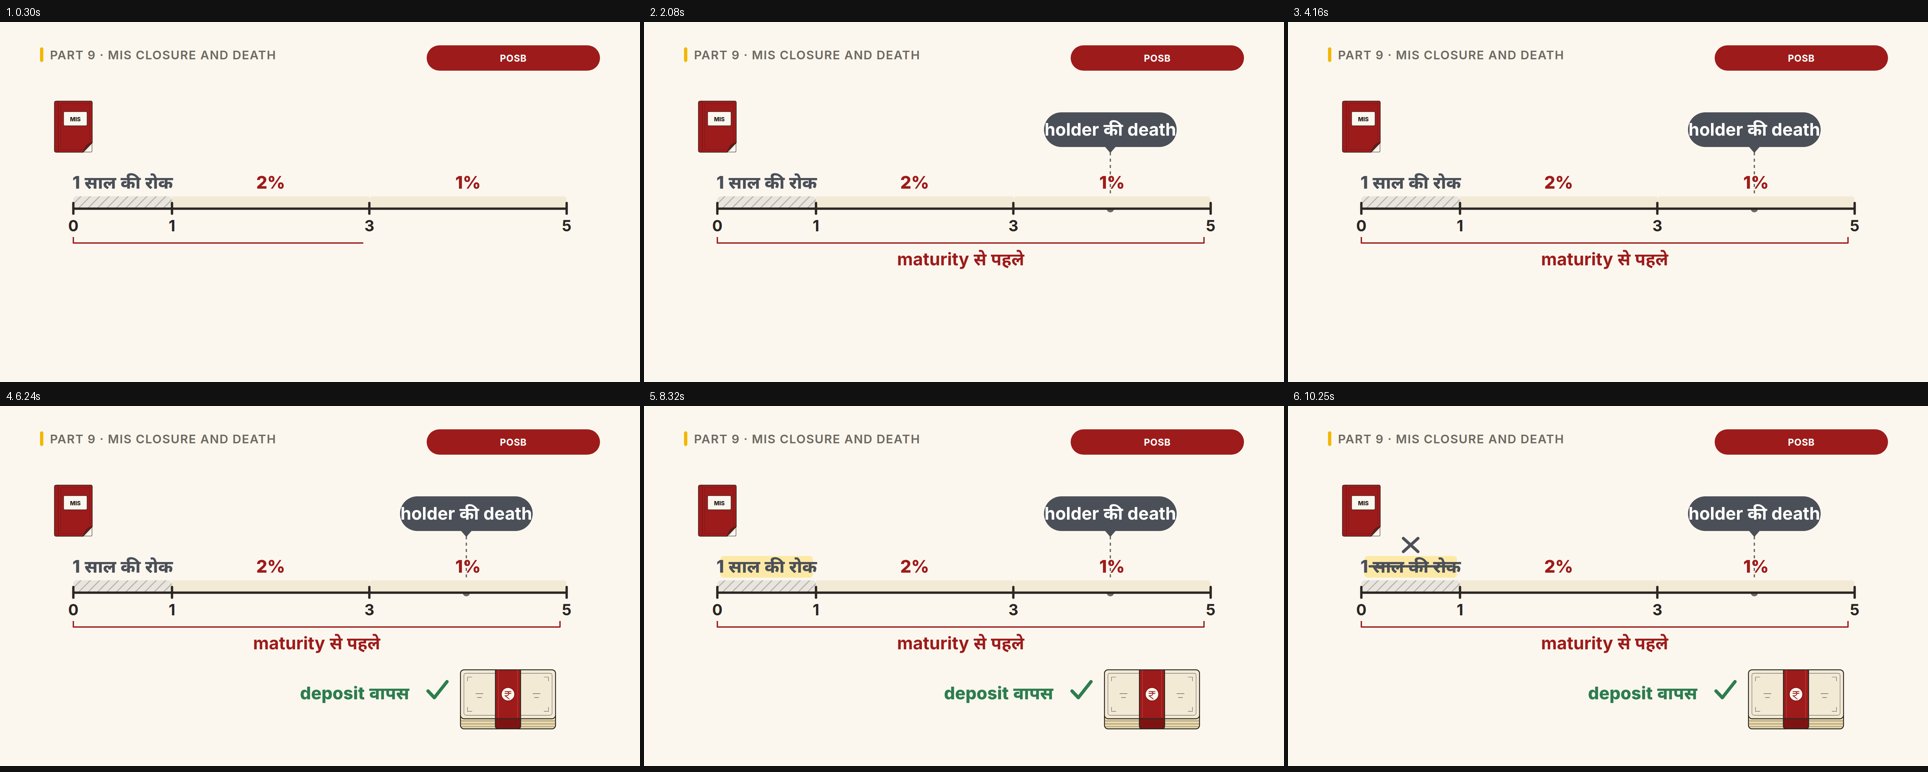 1. 0.30s
PART 9 · MIS CLOSURE AND DEATH
POSB
MIS
1 साल की रोक 2% 1%
0 1 3 5
2. 2.08s
PART 9 · MIS CLOSURE AND DEATH
POSB
MIS
holder की death
1 साल की रोक 2% 1%
0 1 3 5
maturity से पहले
3. 4.16s
PART 9 · MIS CLOSURE AND DEATH
POSB
MIS
holder की death
1 साल की रोक 2% 1%
0 1 3 5
maturity से पहले
4. 6.24s
PART 9 · MIS CLOSURE AND DEATH
POSB
MIS
holder की death
1 साल की रोक 2% 1%
0 1 3 5
maturity से पहले
deposit वापस
₹
5. 8.32s
PART 9 · MIS CLOSURE AND DEATH
POSB
MIS
holder की death
1 साल की रोक 2% 1%
0 1 3 5
maturity से पहले
deposit वापस
₹
6. 10.25s
PART 9 · MIS CLOSURE AND DEATH
POSB
MIS
holder की death
1 साल की रोक 2% 1%
0 1 3 5
maturity से पहले
deposit वापस
₹